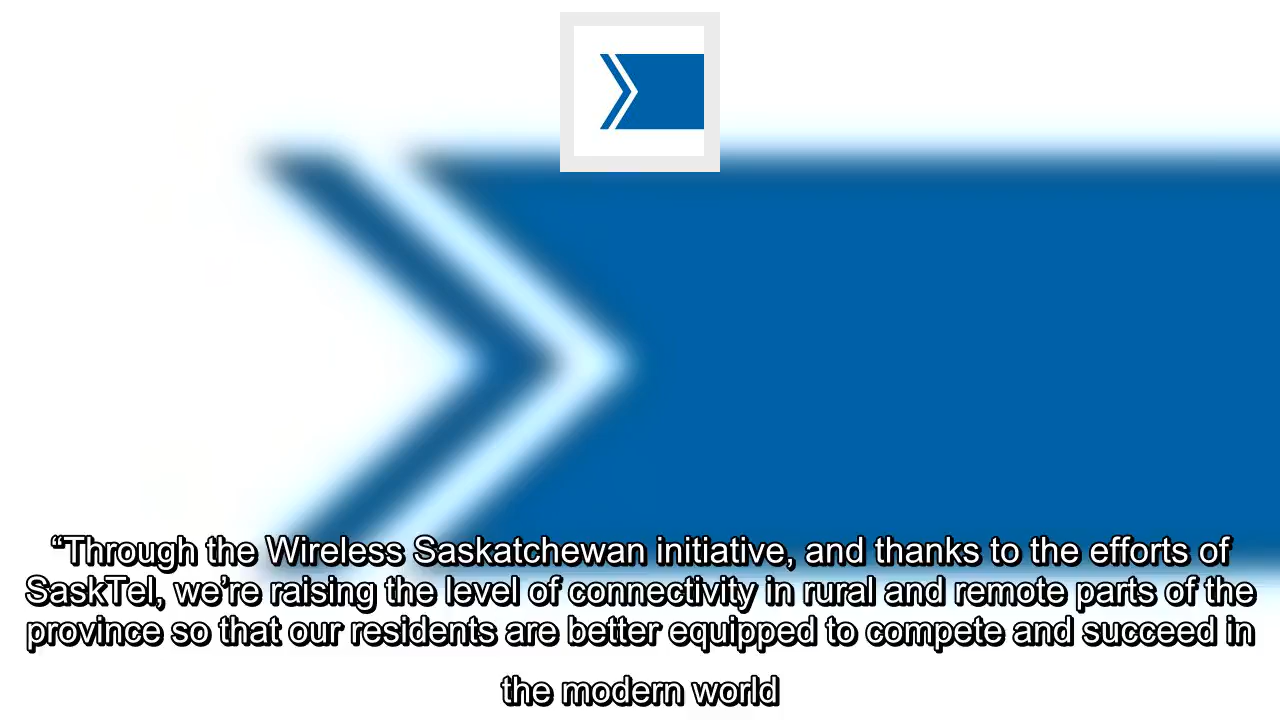 “Through the Wireless Saskatchewan initiative, and thanks to the efforts of
SaskTel, we’re raising the level of connectivity in rural and remote parts of the
province so that our residents are better equipped to compete and succeed in
the modern world